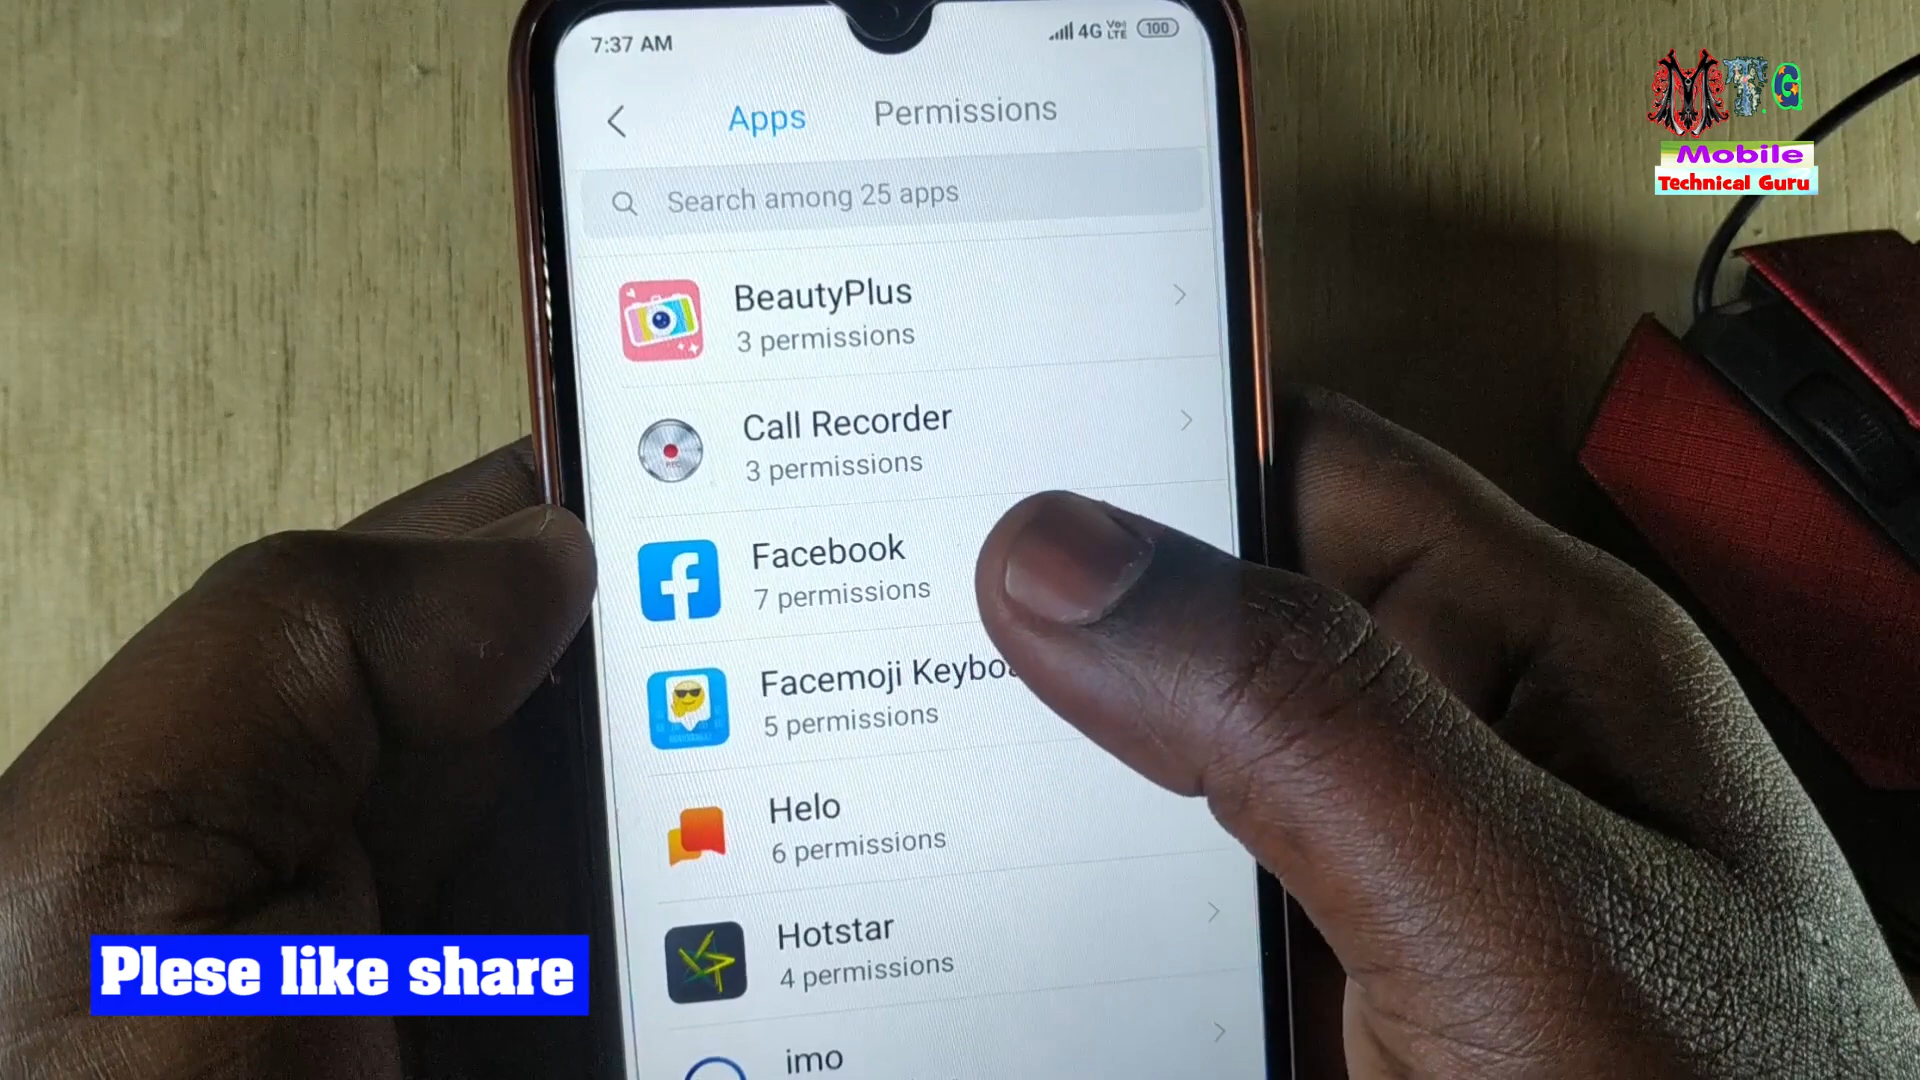 7:37 AM
4G
Vo)
LTE
100
Apps
Permissions
Search among 25 apps
BeautyPlus
3 permissions
Call Recorder
3 permissions
REC
Facebook
7 permissions
Facemoji Keyboa
5 permissions
Helo
6 permissions
Hotstar
4 permissions
imo
MTG
Mobile
Technical Guru
Plese like share